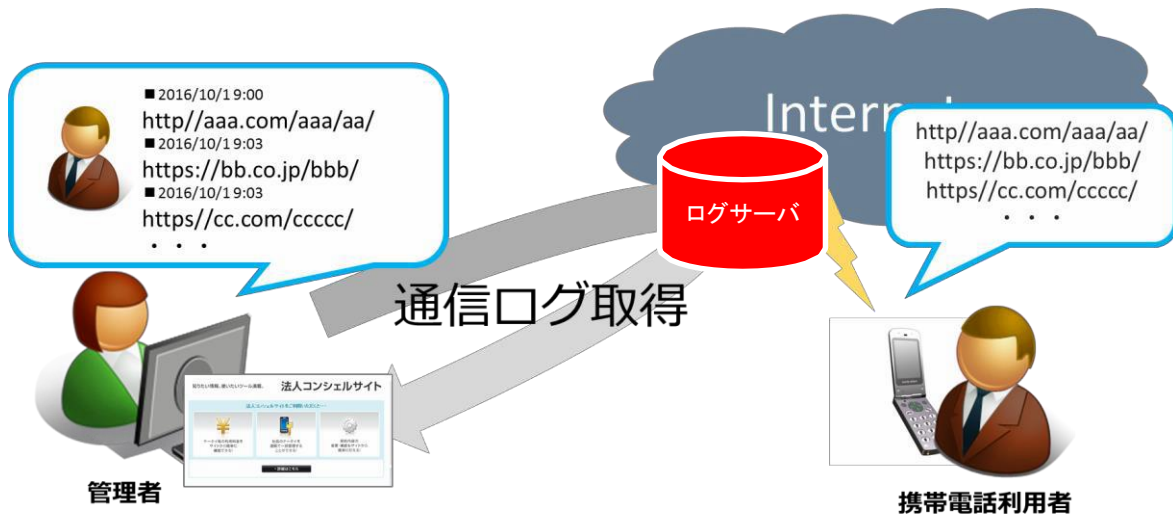 ■2016/10/1 9:00
http//aaa.com/aaa/aa/
■2016/10/1 9:03
https://bb.co.jp/bbb/
■2016/10/1 9:03
https//cc.com/ccccc/
・・・
http//aaa.com/aaa/aa/
https://bb.co.jp/bbb/
https//cc.com/ccccc/
・・・
ログサーバ
通信ログ取得
法人コンシェルサイト
管理者
携帯電話利用者